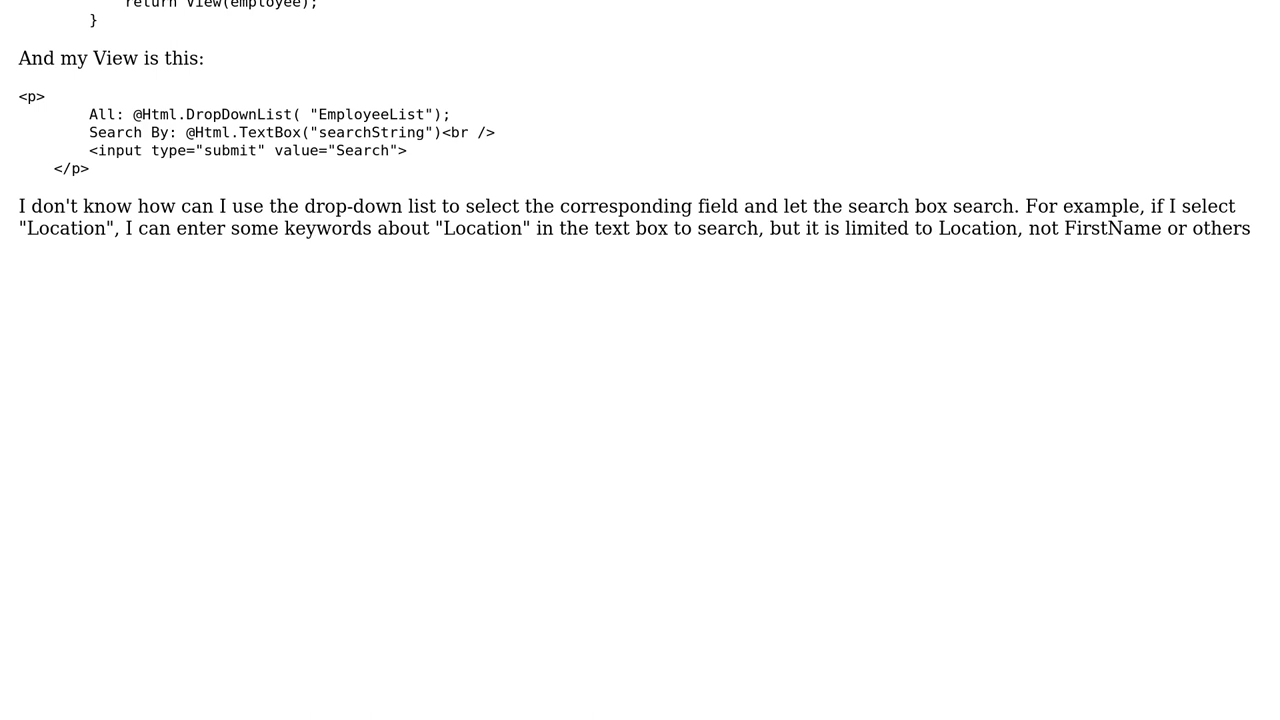 return View(employee);
}
And my View is this:
<p>
All: @Html.DropDownList( "EmployeeList");
Search By: @Html.TextBox("searchString")<br />
<input type="submit" value="Search">
</p>
I don't know how can I use the drop-down list to select the corresponding field and let the search box search. For example, if I select
"Location", I can enter some keywords about "Location" in the text box to search, but it is limited to Location, not FirstName or others